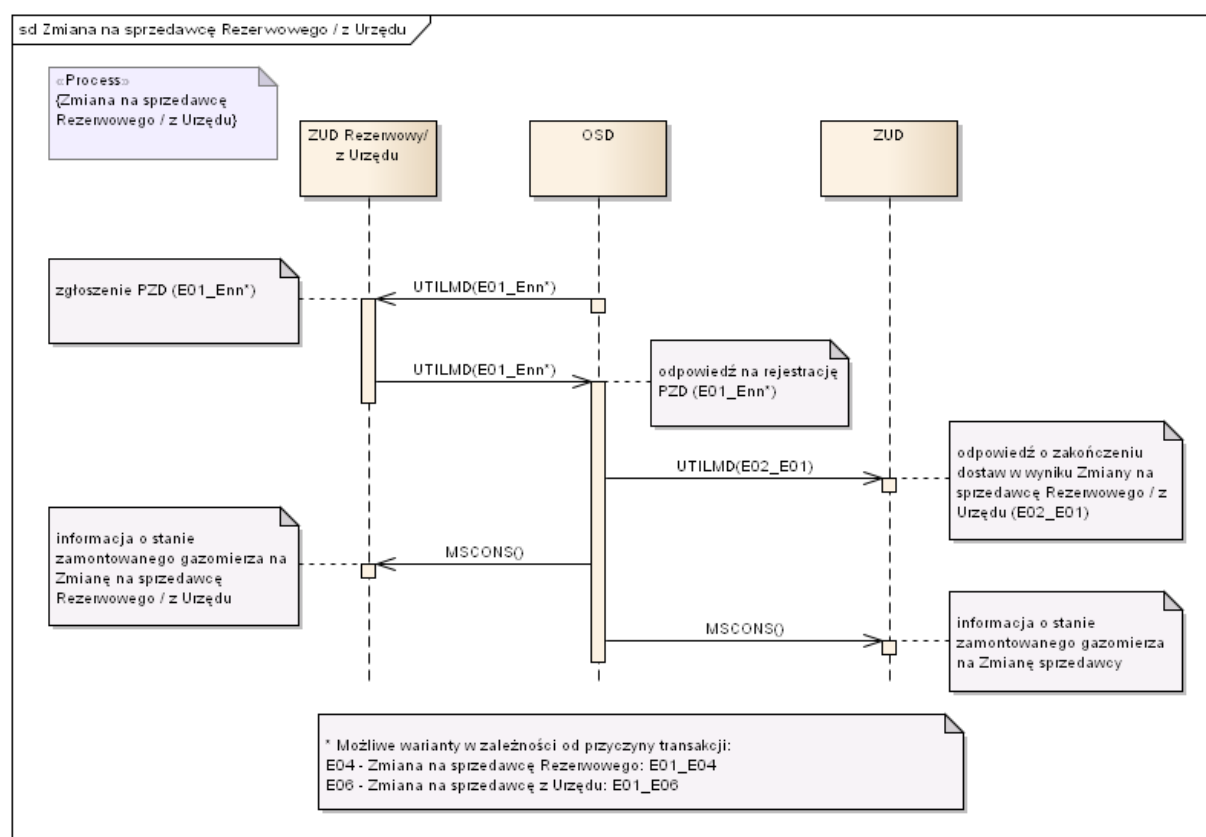 sd Zmiana na sprzedawcę Rezerwowego / z Urzędu
«Process»
{Zmiana na sprzedawcę
Rezerwowego / z Urzędu}
ZUD Rezerwowy/
z Urzędu
OSD
ZUD
zgłoszenie PZD (E01_Enn*)
UTILMD(E01_Enn*)
UTILMD(E01_Enn*)
odpowiedź na rejestrację
PZD (E01_Enn*)
UTILMD(E02_E01)
odpowiedź o zakończeniu
dostaw w wyniku Zmiany na
sprzedawcę Rezerwowego / z
Urzędu (E02_E01)
informacja o stanie
zamontowanego gazomierza na
Zmianę na sprzedawcę
Rezerwowego / z Urzędu
MSCONS()
MSCONS()
informacja o stanie
zamontowanego gazomierza
na Zmianę sprzedawcy
* Możliwe warianty w zależności od przyczyny transakcji:
E04 - Zmiana na sprzedawcę Rezerwowego: E01_E04
E06 - Zmiana na sprzedawcę z Urzędu: E01_E06